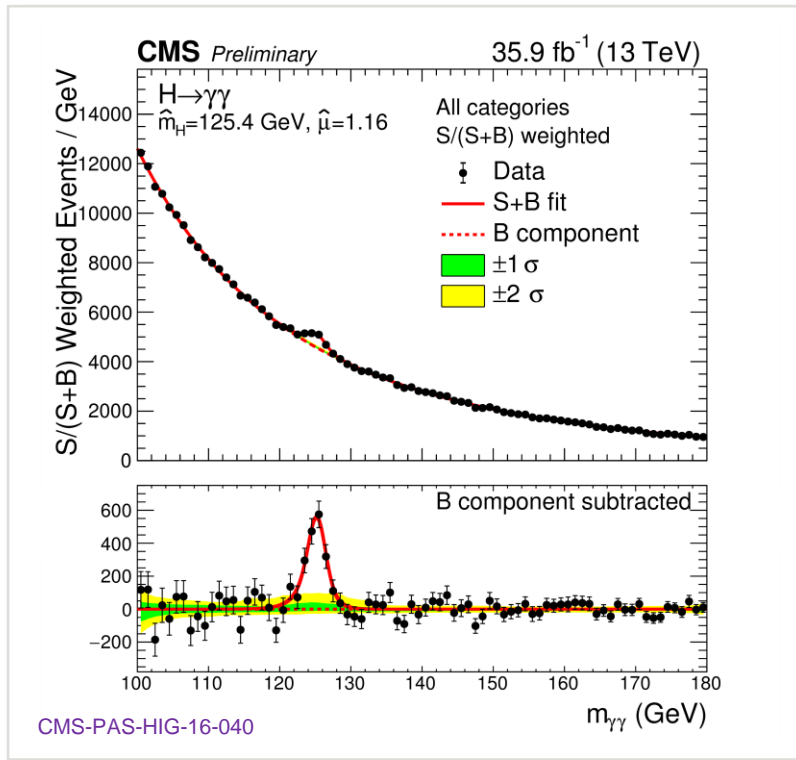 CMS Preliminary 35.9 fb⁻¹ (13 TeV)
S/(S+B) Weighted Events / GeV
H→γγ
m̂_H=125.4 GeV, μ̂=1.16
All categories
S/(S+B) weighted
Data
S+B fit
B component
±1 σ
±2 σ
14000
12000
10000
8000
6000
4000
2000
0
B component subtracted
600
400
200
0
−200
100 110 120 130 140 150 160 170 180
m_γγ (GeV)
CMS-PAS-HIG-16-040